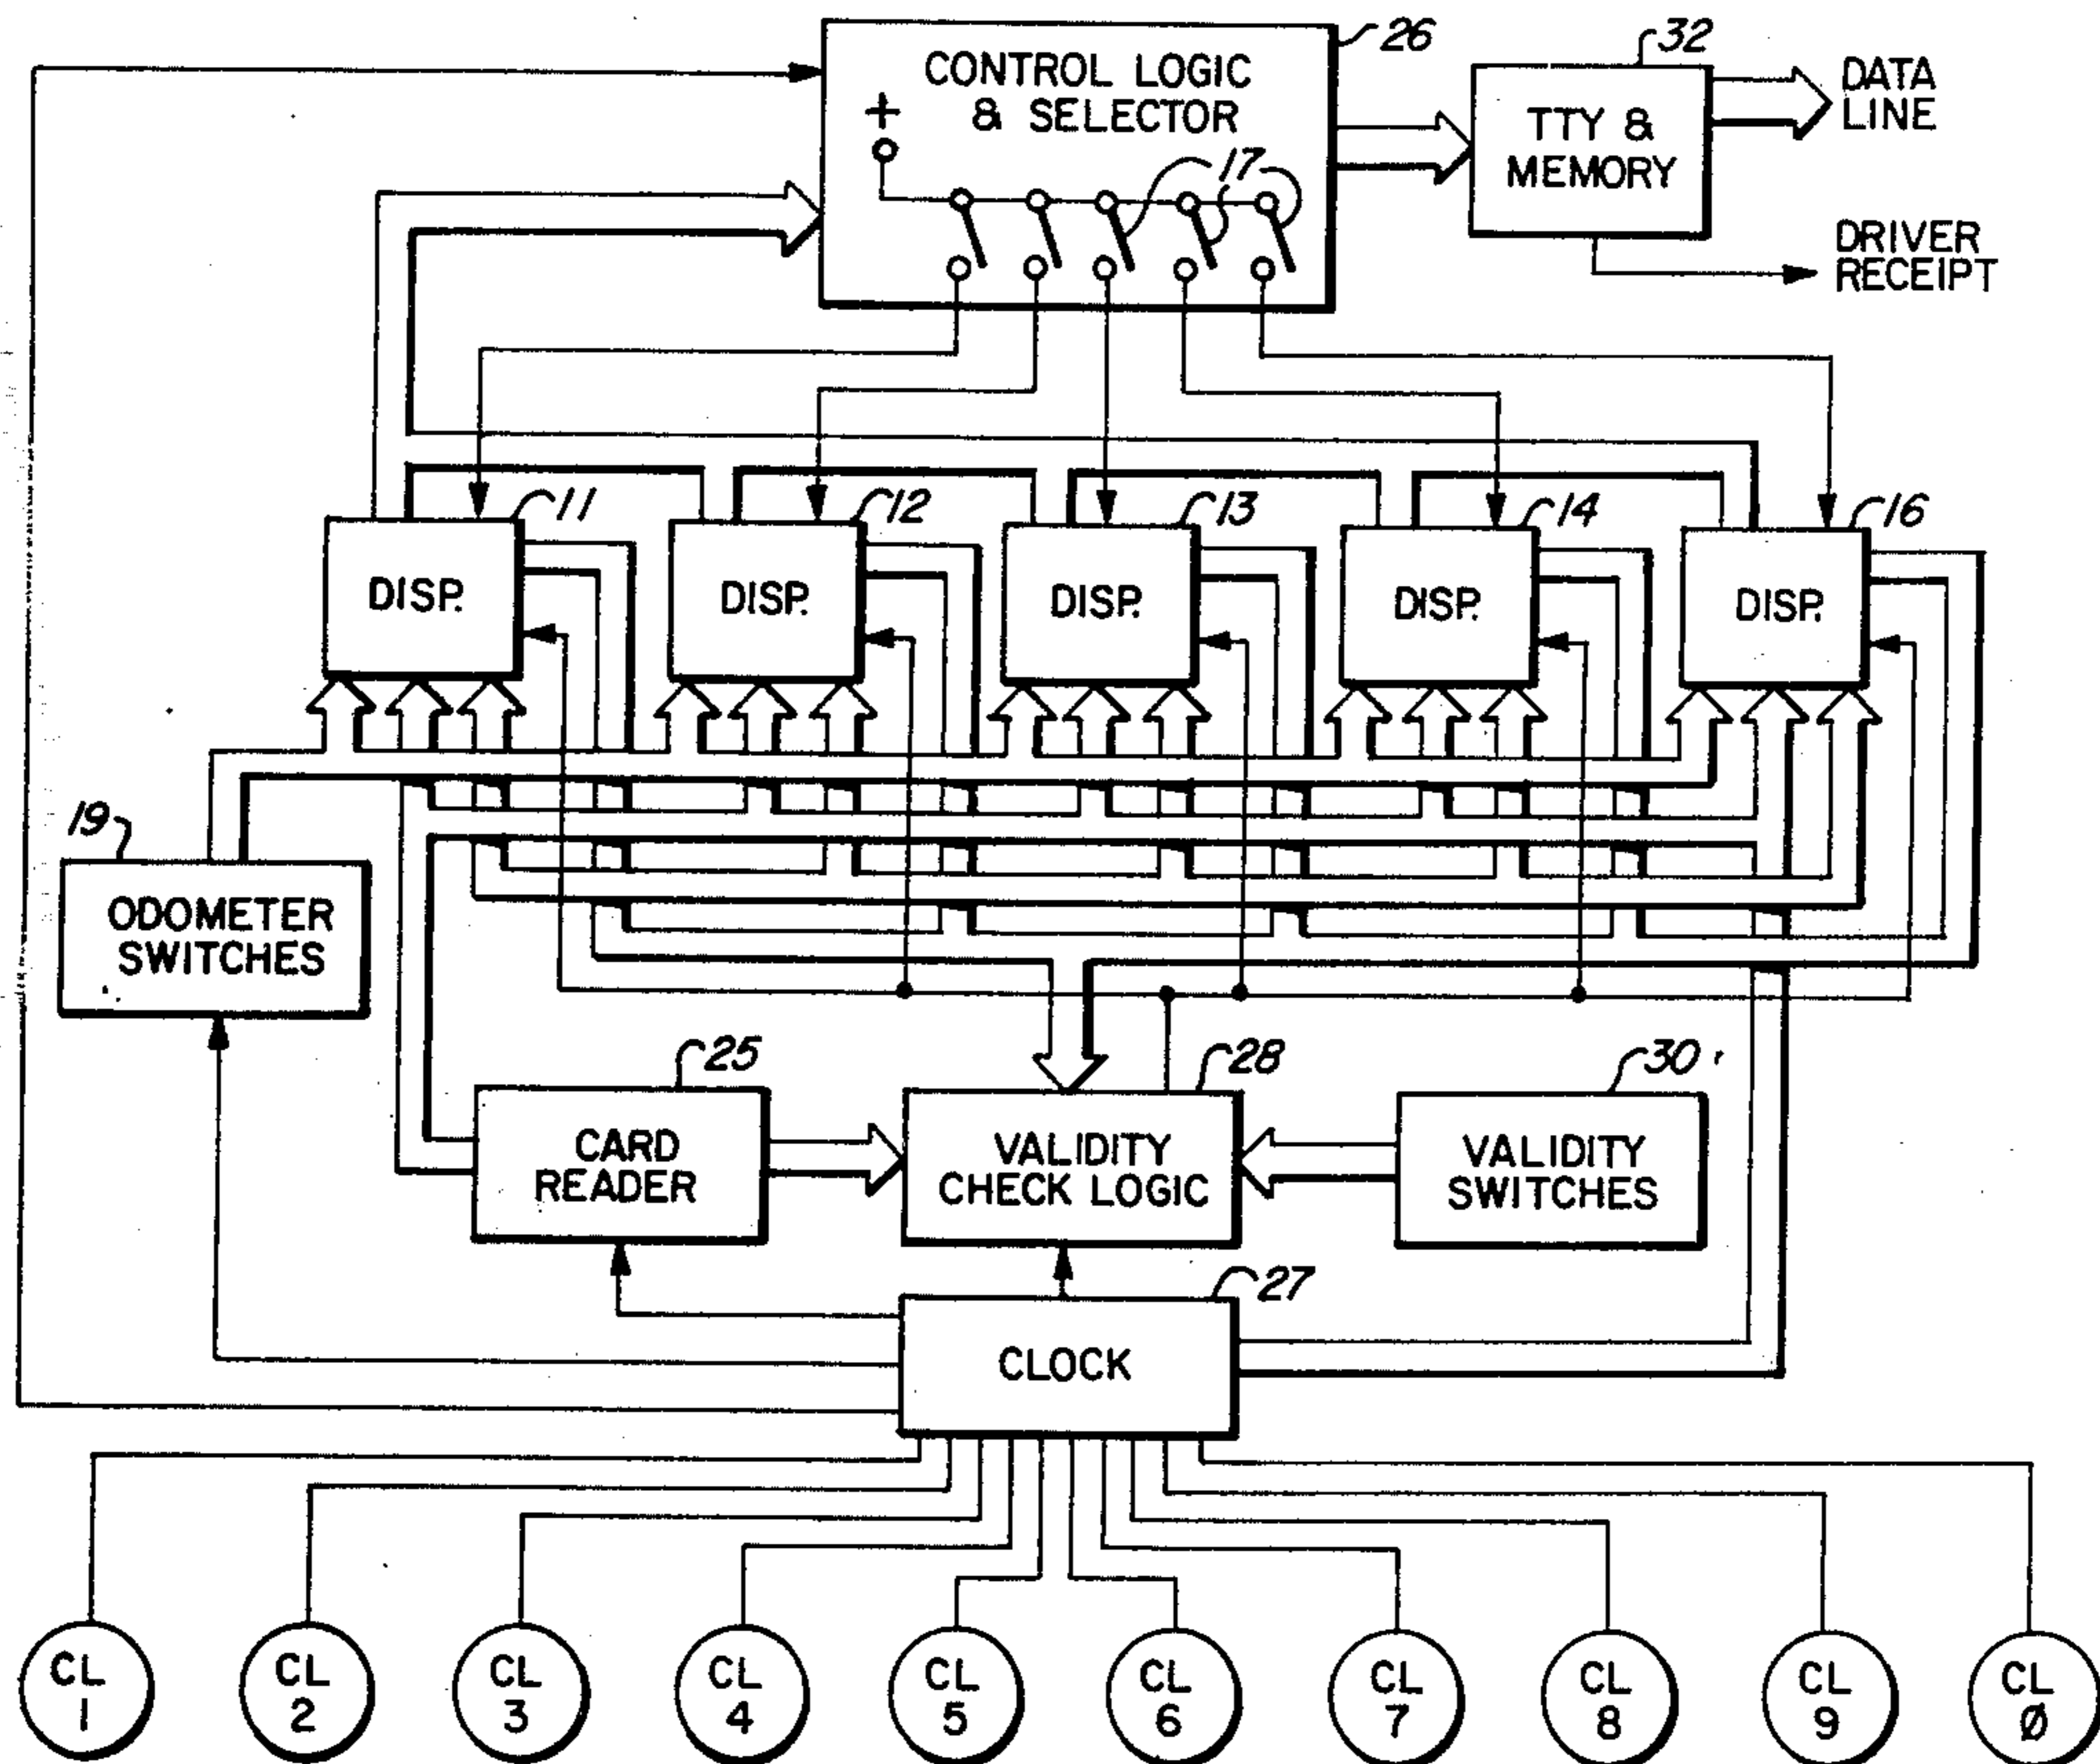 26
32
CONTROL LOGIC
& SELECTOR
+
17
TTY &
MEMORY
DATA
LINE
DRIVER
RECEIPT
11
12
13
14
16
DISP.
DISP.
DISP.
DISP.
DISP.
19
ODOMETER
SWITCHES
25
28
30
CARD
READER
VALIDITY
CHECK LOGIC
VALIDITY
SWITCHES
27
CLOCK
CL
1
CL
2
CL
3
CL
4
CL
5
CL
6
CL
7
CL
8
CL
9
CL
Ø